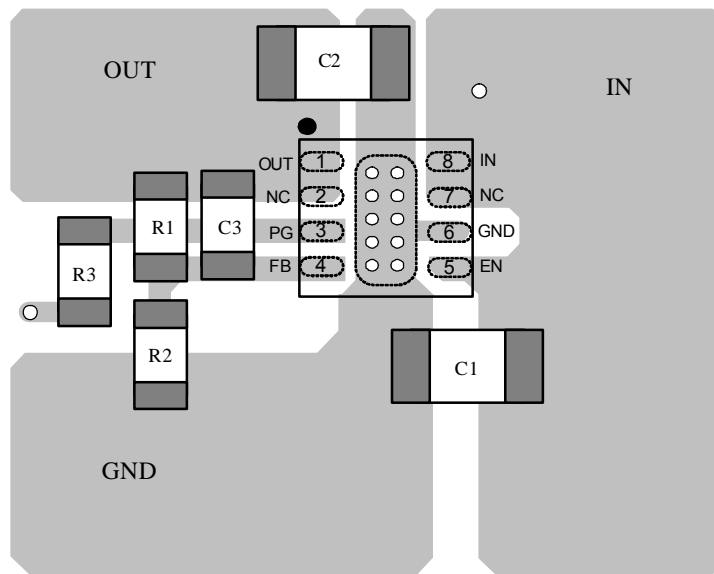 C2
OUT
IN
OUT 1 8 IN
NC 2 7 NC
R1 C3 PG 3 6 GND
R3
FB 4 5 EN
R2
C1
GND